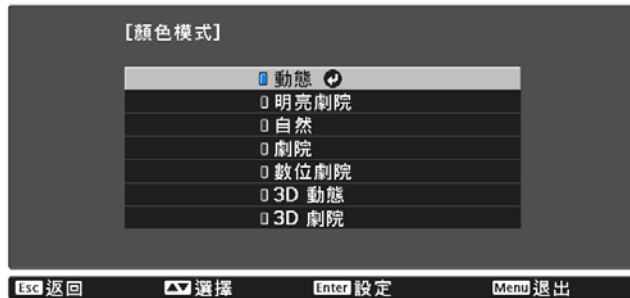 [顏色模式]
動態
明亮劇院
自然
劇院
數位劇院
3D 動態
3D 劇院
Esc 返回 選擇 Enter 設定 Menu 退出